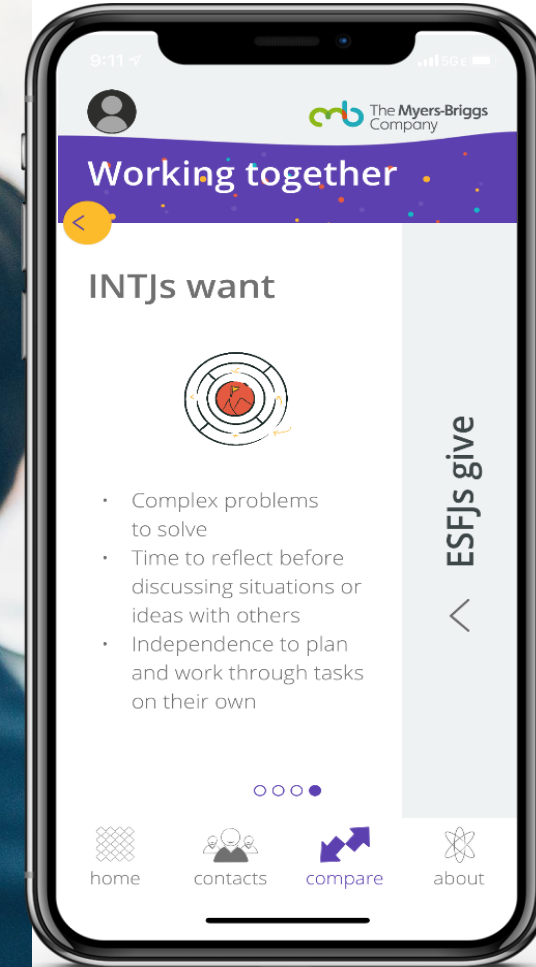 9:11
5GE
The Myers-Briggs
Company
Working together
INTJs want
• Complex problems
to solve
• Time to reflect before
discussing situations or
ideas with others
• Independence to plan
and work through tasks
on their own
ESFJs give
home contacts compare about